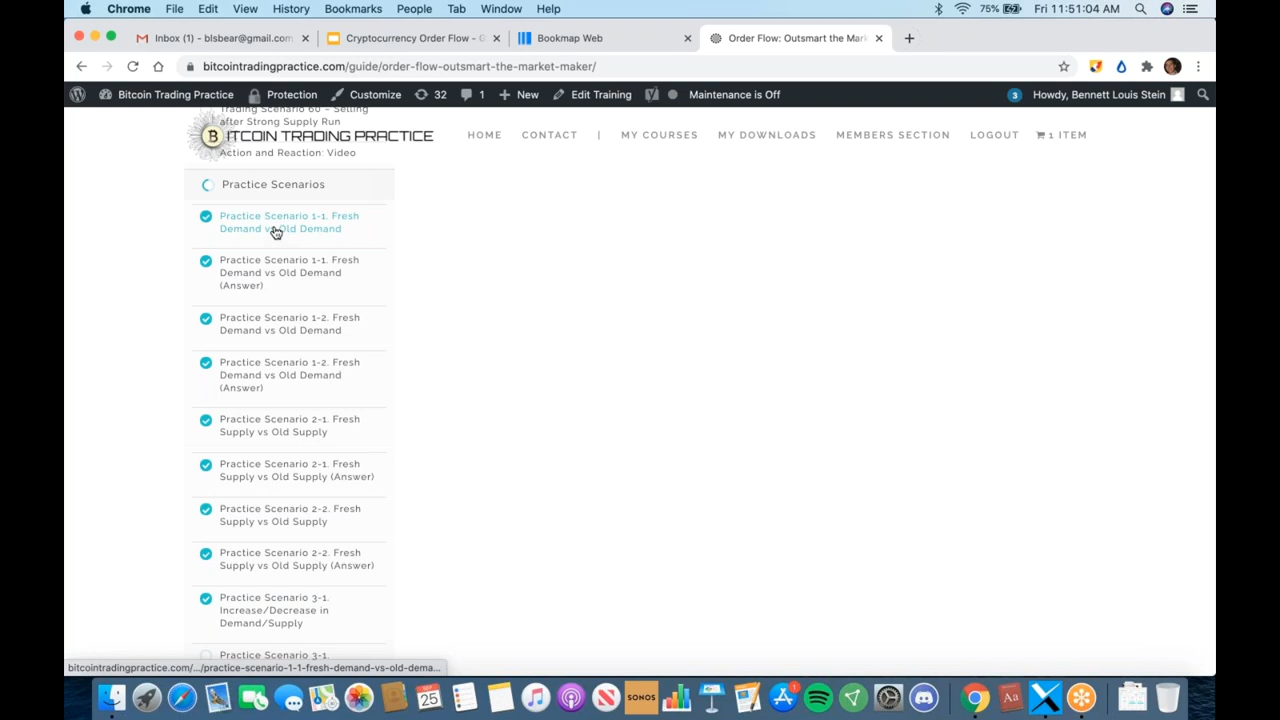 Chrome File Edit View History Bookmarks People Tab Window Help 75% Fri 11:51:04 AM
Inbox (1) - blsbear@gmail.com Cryptocurrency Order Flow - G Bookmap Web Order Flow: Outsmart the Mark
bitcointradingpractice.com/guide/order-flow-outsmart-the-market-maker/
Bitcoin Trading Practice Protection Customize 32 1 New Edit Training Maintenance is Off 3 Howdy, Bennett Louis Stein
Trading Scenario 60 – Selling
after Strong Supply Run
BITCOIN TRADING PRACTICE HOME CONTACT | MY COURSES MY DOWNLOADS MEMBERS SECTION LOGOUT 1 ITEM
Action and Reaction: Video
Practice Scenarios
Practice Scenario 1-1. Fresh
Demand vs Old Demand
Practice Scenario 1-1. Fresh
Demand vs Old Demand
(Answer)
Practice Scenario 1-2. Fresh
Demand vs Old Demand
Practice Scenario 1-2. Fresh
Demand vs Old Demand
(Answer)
Practice Scenario 2-1. Fresh
Supply vs Old Supply
Practice Scenario 2-1. Fresh
Supply vs Old Supply (Answer)
Practice Scenario 2-2. Fresh
Supply vs Old Supply
Practice Scenario 2-2. Fresh
Supply vs Old Supply (Answer)
Practice Scenario 3-1.
Increase/Decrease in
Demand/Supply
Practice Scenario 3-1.
bitcointradingpractice.com/.../practice-scenario-1-1-fresh-demand-vs-old-dema...
25 SONOS 1 Aa